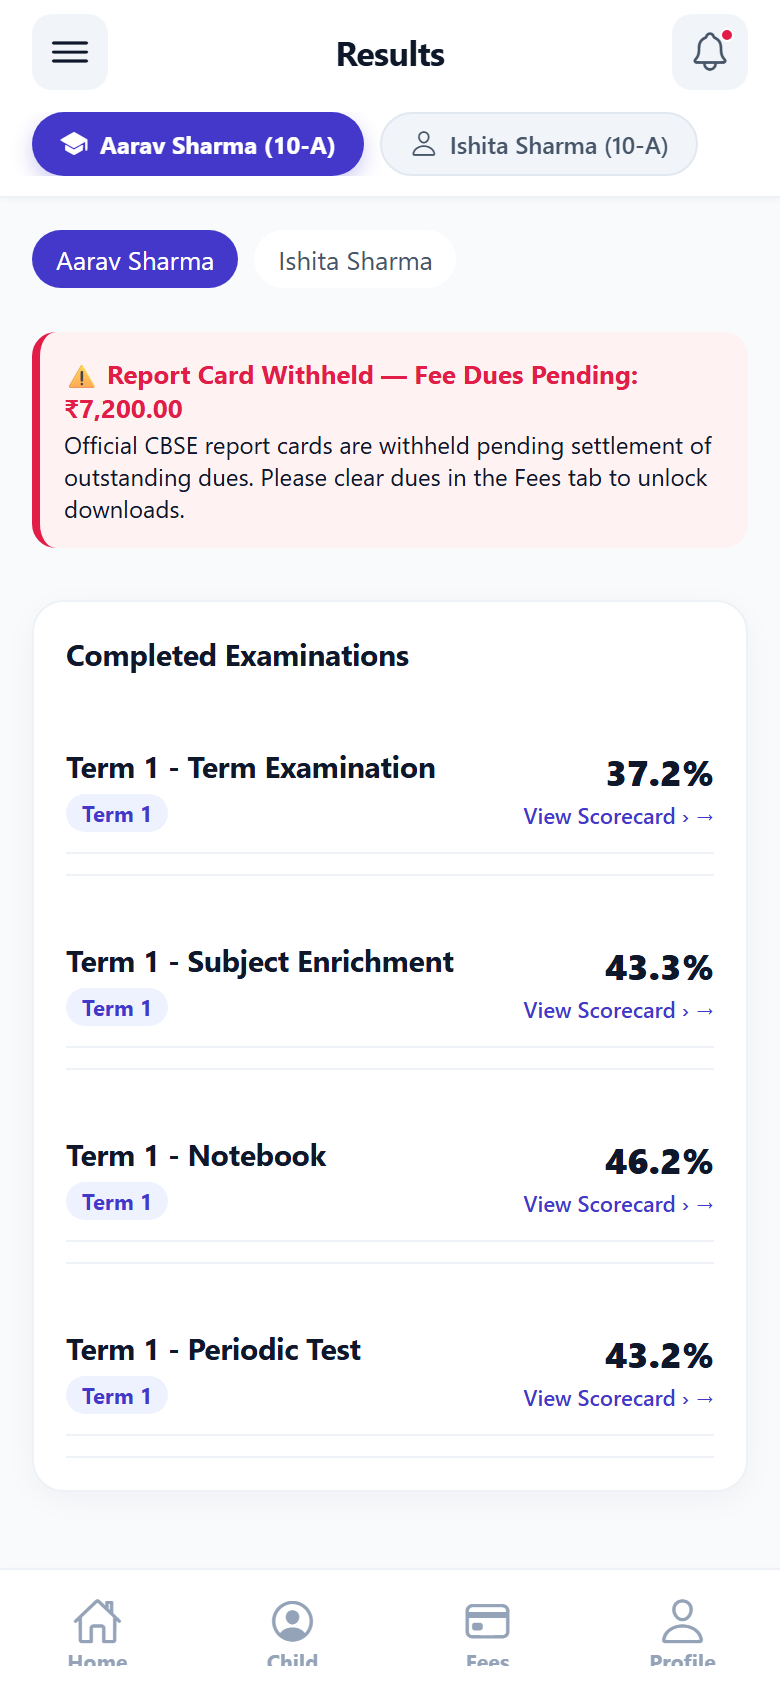 Results
Aarav Sharma (10-A)
Ishita Sharma (10-A)
Aarav Sharma
Ishita Sharma
⚠️ Report Card Withheld — Fee Dues Pending:
₹7,200.00
Official CBSE report cards are withheld pending settlement of
outstanding dues. Please clear dues in the Fees tab to unlock
downloads.
Completed Examinations
Term 1 - Term Examination
37.2%
Term 1
View Scorecard › →
Term 1 - Subject Enrichment
43.3%
Term 1
View Scorecard › →
Term 1 - Notebook
46.2%
Term 1
View Scorecard › →
Term 1 - Periodic Test
43.2%
Term 1
View Scorecard › →
Home
Child
Fees
Profile